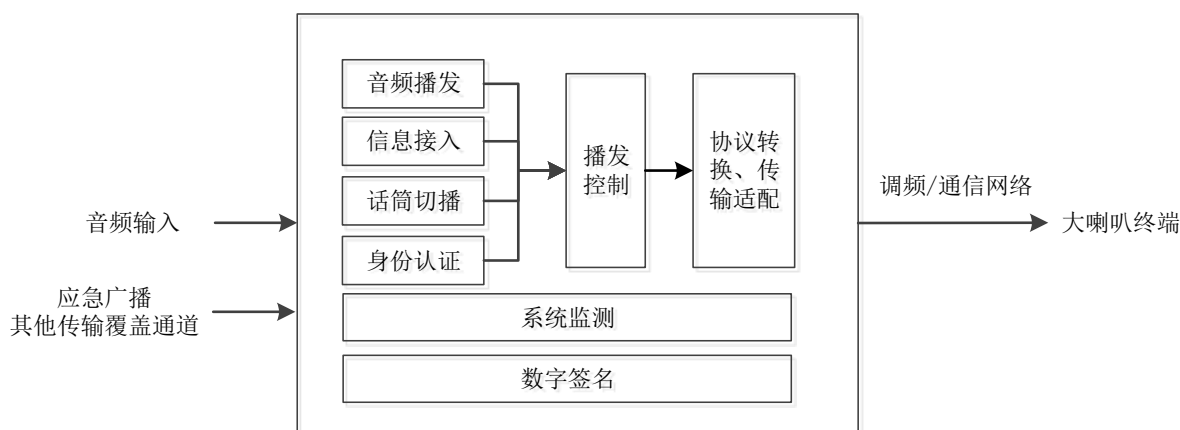 音频输入
应急广播
其他传输覆盖通道
音频播发
信息接入
话筒切播
身份认证
播发
控制
协议转
换、传
输适配
系统监测
数字签名
调频/通信网络
大喇叭终端